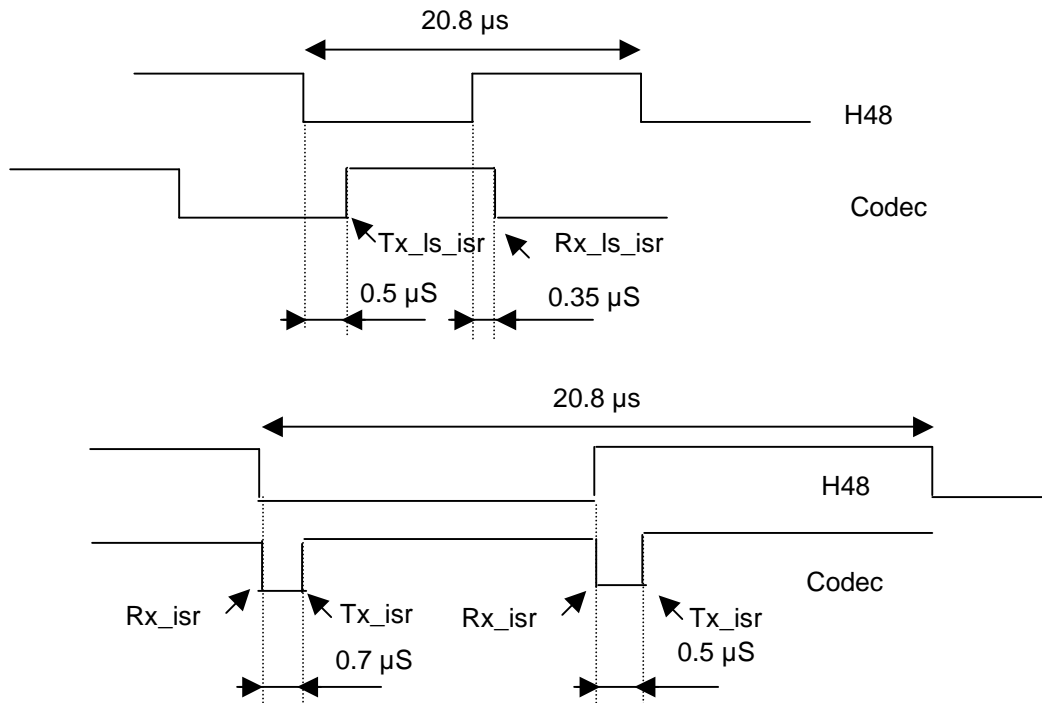 20.8 µs
H48
Codec
Tx_ls_isr
Rx_ls_isr
0.5 µS
0.35 µS
20.8 µs
H48
Codec
Rx_isr
Tx_isr
Rx_isr
Tx_isr
0.7 µS
0.5 µS